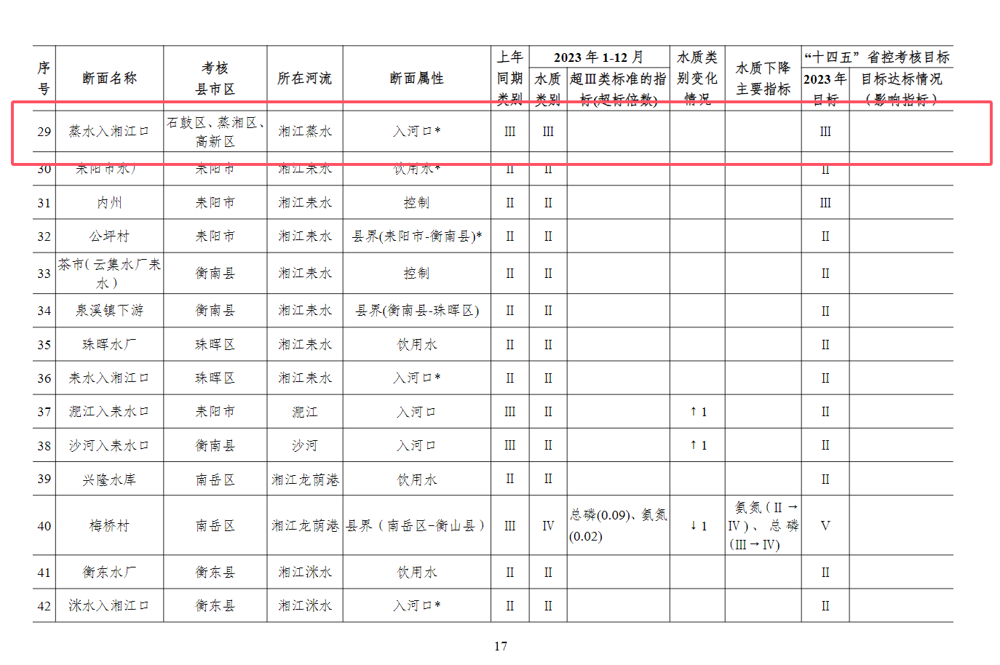 序号 断面名称 考核县市区 所在河流 断面属性 上年同期类别 2023年1-12月 水质类别变化情况 水质下降主要指标 “十四五”省控考核目标
水质类别 超Ⅲ类标准的指标(超标倍数) 2023年目标 目标达标情况(影响指标)
29 蒸水入湘江口 石鼓区、蒸湘区、高新区 湘江蒸水 入河口* Ⅲ Ⅲ Ⅲ
30 耒阳市水厂 耒阳市 湘江耒水 饮用水* Ⅱ Ⅱ Ⅱ
31 内州 耒阳市 湘江耒水 控制 Ⅱ Ⅱ Ⅲ
32 公坪村 耒阳市 湘江耒水 县界(耒阳市-衡南县)* Ⅱ Ⅱ Ⅱ
33 茶市(云集水厂耒水) 衡南县 湘江耒水 控制 Ⅱ Ⅱ Ⅱ
34 泉溪镇下游 衡南县 湘江耒水 县界(衡南县-珠晖区) Ⅱ Ⅱ Ⅱ
35 珠晖水厂 珠晖区 湘江耒水 饮用水 Ⅱ Ⅱ Ⅱ
36 耒水入湘江口 珠晖区 湘江耒水 入河口* Ⅱ Ⅱ Ⅱ
37 淝江入耒水口 耒阳市 淝江 入河口 Ⅲ Ⅱ ↑1 Ⅱ
38 沙河入耒水口 衡南县 沙河 入河口 Ⅲ Ⅱ ↑1 Ⅱ
39 兴隆水库 南岳区 湘江龙荫港 饮用水 Ⅱ Ⅱ Ⅱ
40 梅桥村 南岳区 湘江龙荫港 县界(南岳区-衡山县) Ⅲ Ⅳ 总磷(0.09)、氨氮(0.02) ↓1 氨氮(Ⅱ→Ⅳ)、总磷(Ⅲ→Ⅳ) Ⅴ
41 衡东水厂 衡东县 湘江洣水 饮用水 Ⅱ Ⅱ Ⅱ
42 洣水入湘江口 衡东县 湘江洣水 入河口* Ⅱ Ⅱ Ⅱ
17